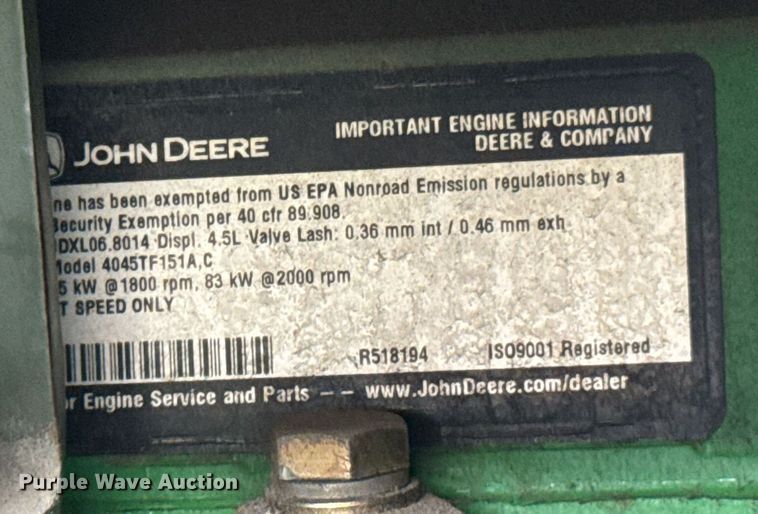 JOHN DEERE
IMPORTANT ENGINE INFORMATION
DEERE & COMPANY
ne has been exempted from US EPA Nonroad Emission regulations by a
Security Exemption per 40 cfr 89.908.
DXL06.8014 Displ. 4.5L Valve Lash: 0.36 mm int / 0.46 mm exh
Model 4045TF151A,C
5 kW @1800 rpm, 83 kW @2000 rpm
T SPEED ONLY
R518194
ISO9001 Registered
or Engine Service and Parts -- www.JohnDeere.com/dealer
Purple Wave Auction